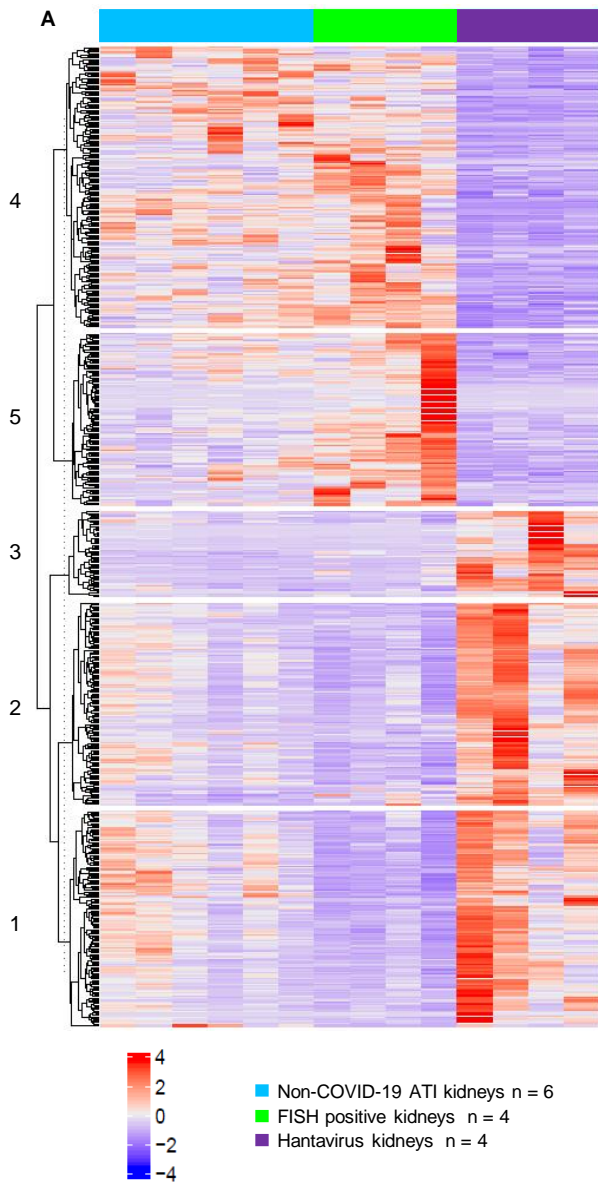 A
4
5
3
2
1
4
2
0
−2
−4
Non-COVID-19 ATI kidneys n = 6
FISH positive kidneys n = 4
Hantavirus kidneys n = 4